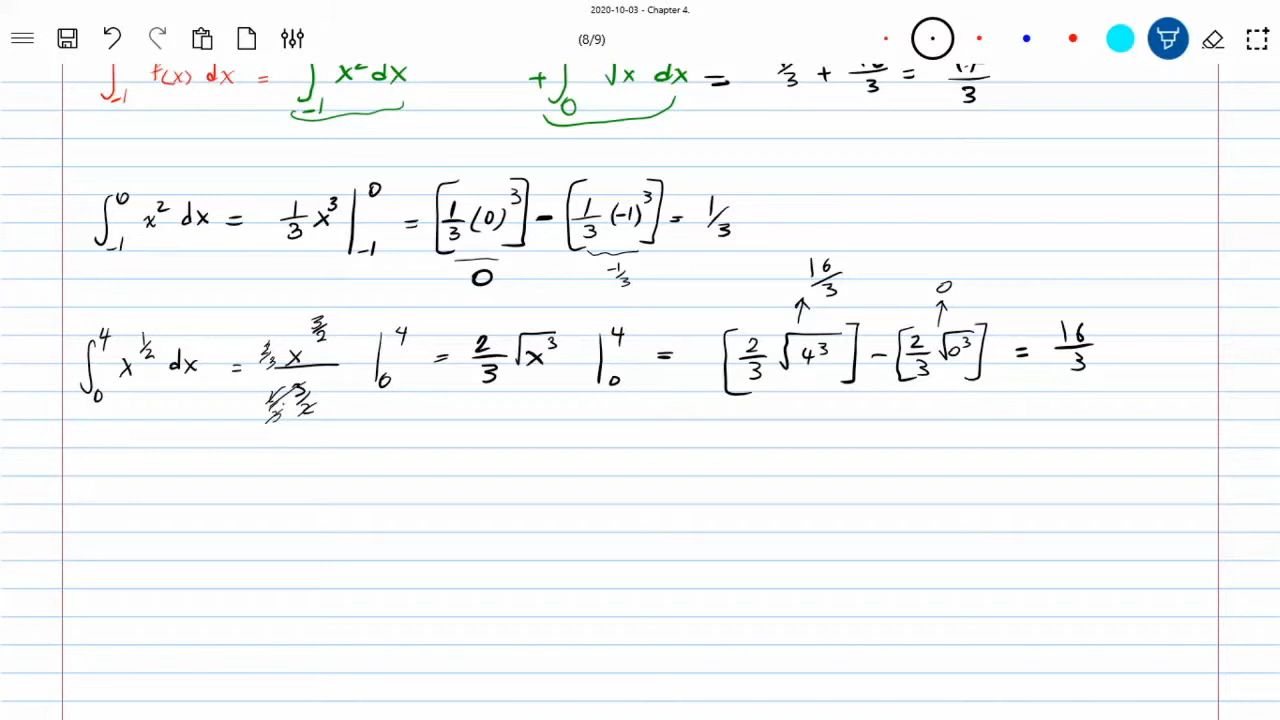 2020-10-03 - Chapter 4.
(8/9)
∫_{-1} f(x) dx = ∫_{-1} x² dx + ∫_0 √x dx = 1/3 + 16/3 = 17/3
∫_{-1}^{0} x² dx = 1/3 x³ |_{-1}^{0} = [1/3 (0)³] - [1/3 (-1)³] = 1/3
0
-1/3
16/3
0
∫_0^4 x^{1/2} dx = 2/3 x^{3/2} |_0^4 = 2/3 √x³ |_0^4 = [2/3 √4³] - [2/3 √0³] = 16/3